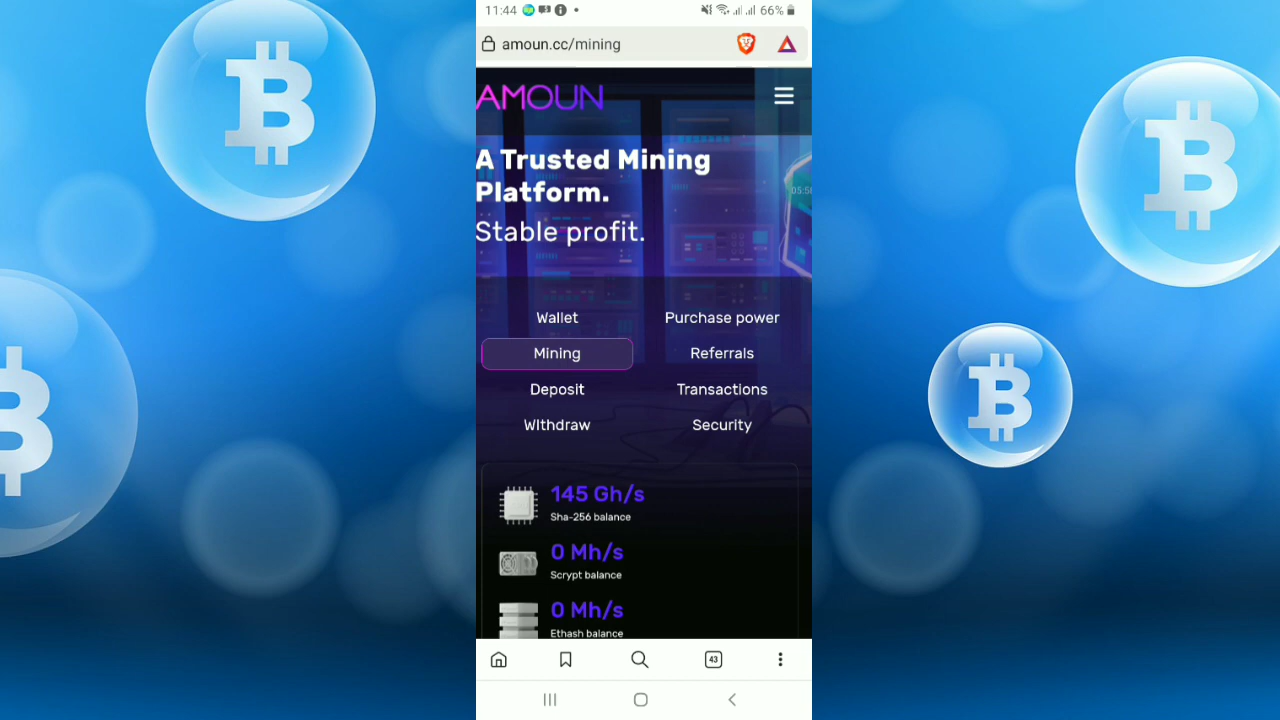 11:44
66%
amoun.cc/mining
AMOUN
A Trusted Mining
Platform.
Stable profit.
Wallet
Purchase power
Mining
Referrals
Deposit
Transactions
WIthdraw
Security
145 Gh/s
Sha-256 balance
0 Mh/s
Scrypt balance
0 Mh/s
Ethash balance
43